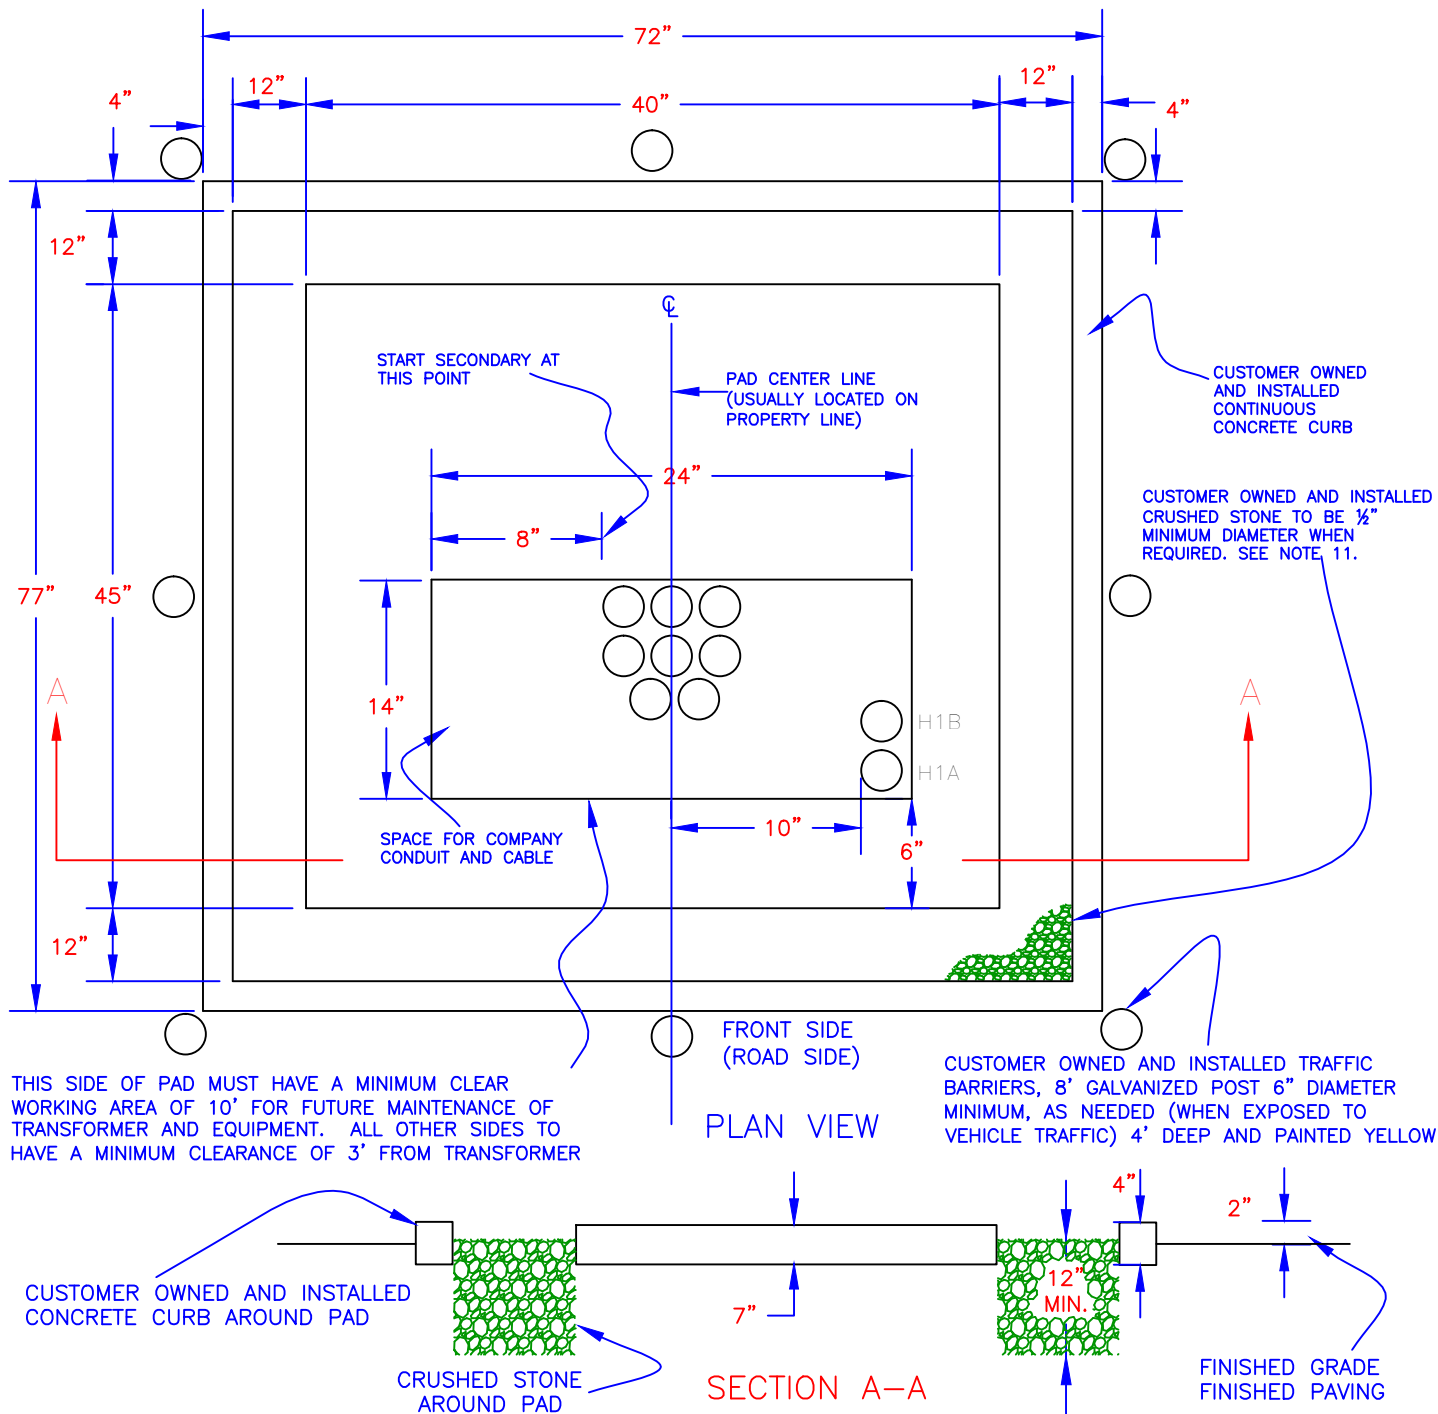 72"
12"
12"
4"
40"
4"
12"
℄
START SECONDARY AT
THIS POINT
PAD CENTER LINE
(USUALLY LOCATED ON
PROPERTY LINE)
CUSTOMER OWNED
AND INSTALLED
CONTINUOUS
CONCRETE CURB
24"
CUSTOMER OWNED AND INSTALLED
CRUSHED STONE TO BE ½"
MINIMUM DIAMETER WHEN
REQUIRED. SEE NOTE 11.
8"
77"
45"
A
A
14"
H1B
H1A
SPACE FOR COMPANY
CONDUIT AND CABLE
10"
6"
12"
FRONT SIDE
(ROAD SIDE)
THIS SIDE OF PAD MUST HAVE A MINIMUM CLEAR
WORKING AREA OF 10' FOR FUTURE MAINTENANCE OF
TRANSFORMER AND EQUIPMENT. ALL OTHER SIDES TO
HAVE A MINIMUM CLEARANCE OF 3' FROM TRANSFORMER
PLAN VIEW
CUSTOMER OWNED AND INSTALLED TRAFFIC
BARRIERS, 8' GALVANIZED POST 6" DIAMETER
MINIMUM, AS NEEDED (WHEN EXPOSED TO
VEHICLE TRAFFIC) 4' DEEP AND PAINTED YELLOW
4"
2"
12"
MIN.
7"
CUSTOMER OWNED AND INSTALLED
CONCRETE CURB AROUND PAD
CRUSHED STONE
AROUND PAD
SECTION A-A
FINISHED GRADE
FINISHED PAVING